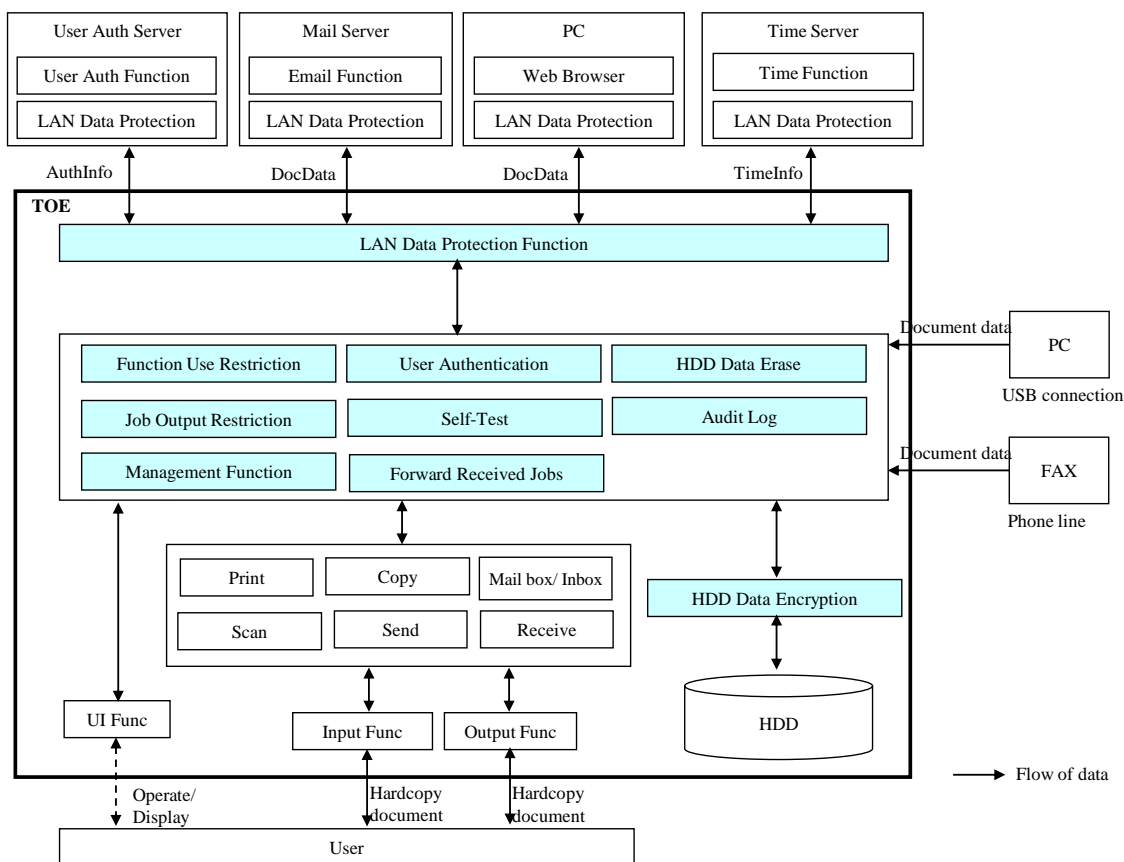 User Auth Server
Mail Server
PC
Time Server
User Auth Function
Email Function
Web Browser
Time Function
LAN Data Protection
LAN Data Protection
LAN Data Protection
LAN Data Protection
AuthInfo
DocData
DocData
TimeInfo
TOE
LAN Data Protection Function
Document data
PC
USB connection
Function Use Restriction
User Authentication
HDD Data Erase
Job Output Restriction
Self-Test
Audit Log
Management Function
Forward Received Jobs
Document data
FAX
Phone line
Print
Copy
Mail box/ Inbox
Scan
Send
Receive
HDD Data Encryption
UI Func
Input Func
Output Func
HDD
Flow of data
Operate/
Display
Hardcopy
document
Hardcopy
document
User